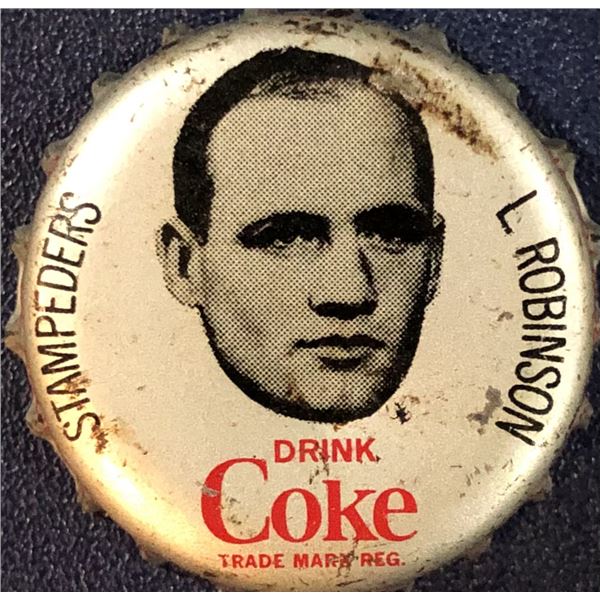 STAMPEDERS
L. ROBINSON
DRINK
Coke
TRADE MARK REG.